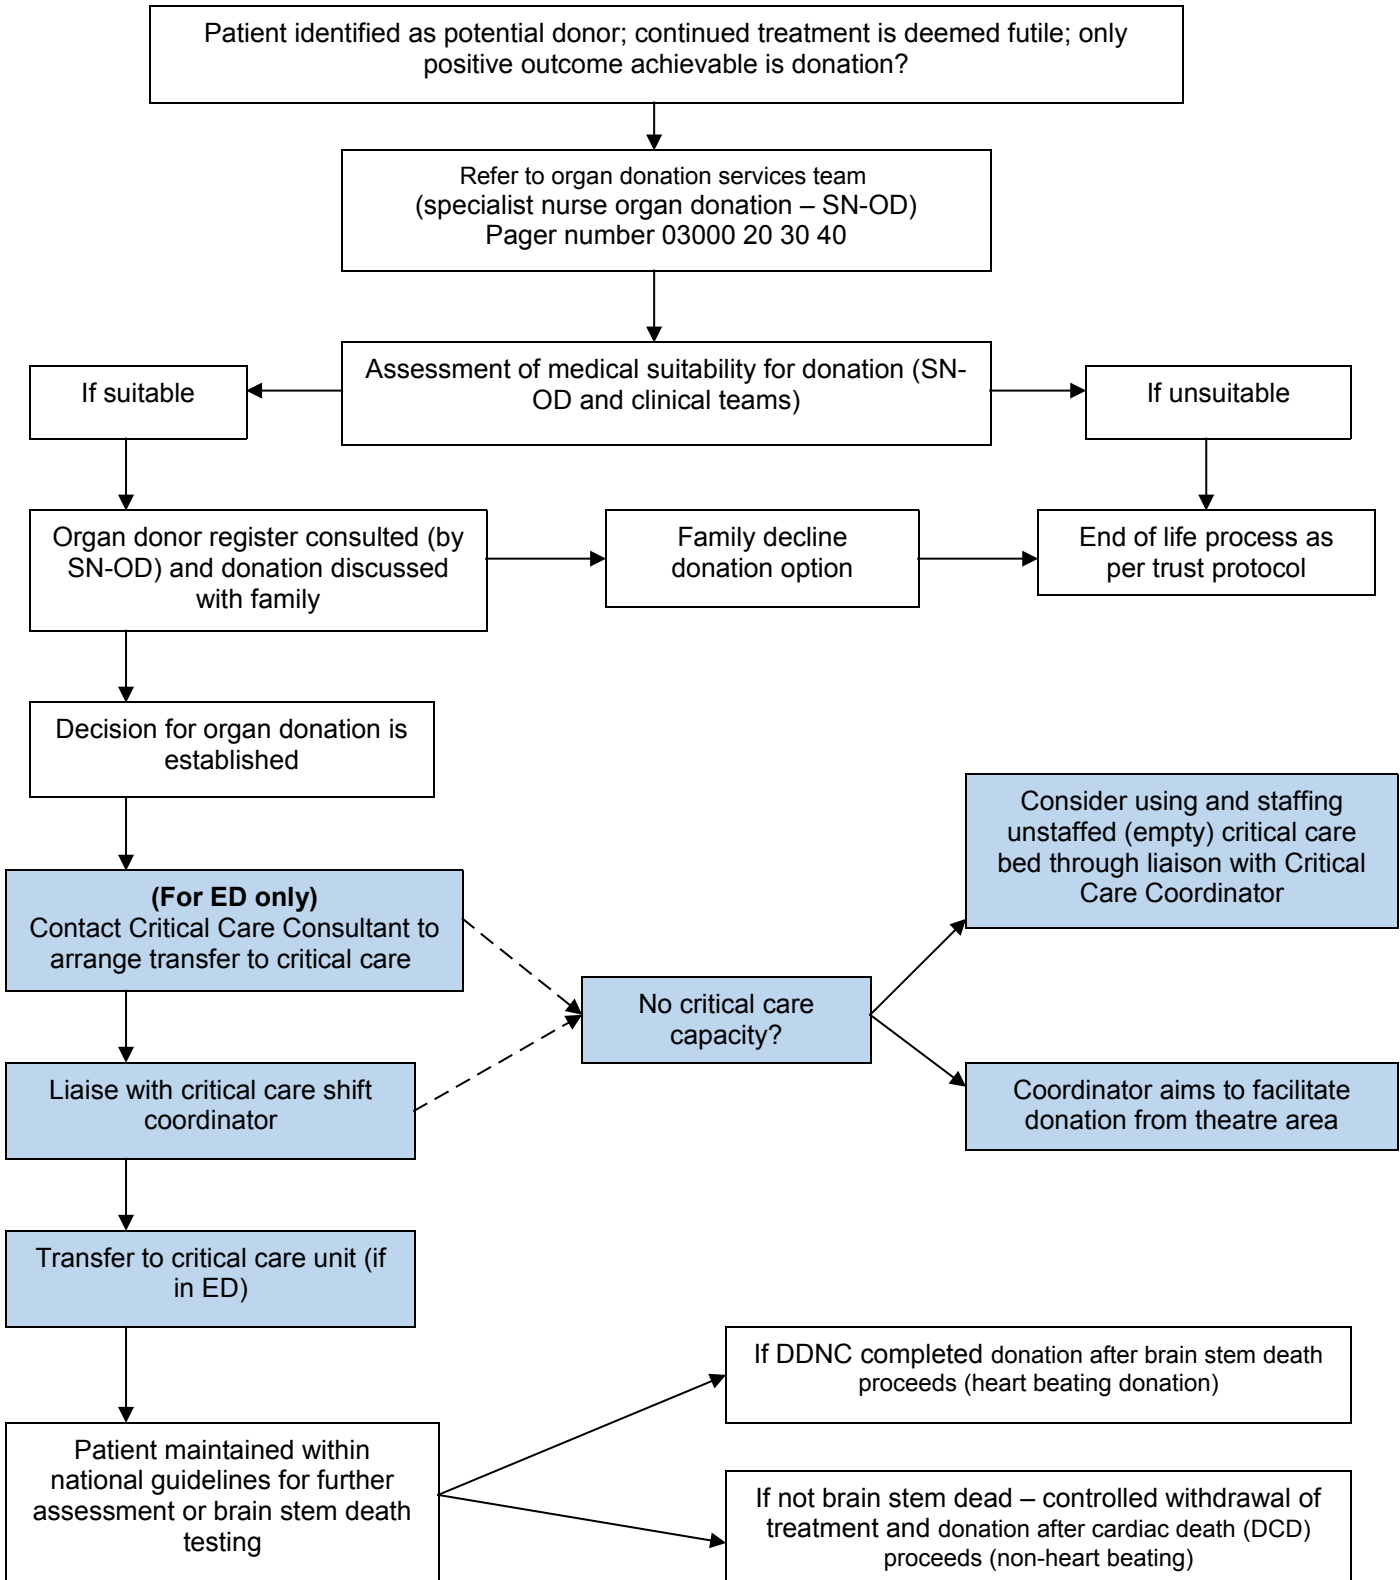 Patient identified as potential donor; continued treatment is deemed futile; only
positive outcome achievable is donation?
Refer to organ donation services team
(specialist nurse organ donation – SN-OD)
Pager number 03000 20 30 40
Assessment of medical suitability for donation (SN-
OD and clinical teams)
If suitable
If unsuitable
Organ donor register consulted (by
SN-OD) and donation discussed
with family
Family decline
donation option
End of life process as
per trust protocol
Decision for organ donation is
established
(For ED only)
Contact Critical Care Consultant to
arrange transfer to critical care
Consider using and staffing
unstaffed (empty) critical care
bed through liaison with Critical
Care Coordinator
No critical care
capacity?
Liaise with critical care shift
coordinator
Coordinator aims to facilitate
donation from theatre area
Transfer to critical care unit (if
in ED)
If DDNC completed donation after brain stem death
proceeds (heart beating donation)
Patient maintained within
national guidelines for further
assessment or brain stem death
testing
If not brain stem dead – controlled withdrawal of
treatment and donation after cardiac death (DCD)
proceeds (non-heart beating)